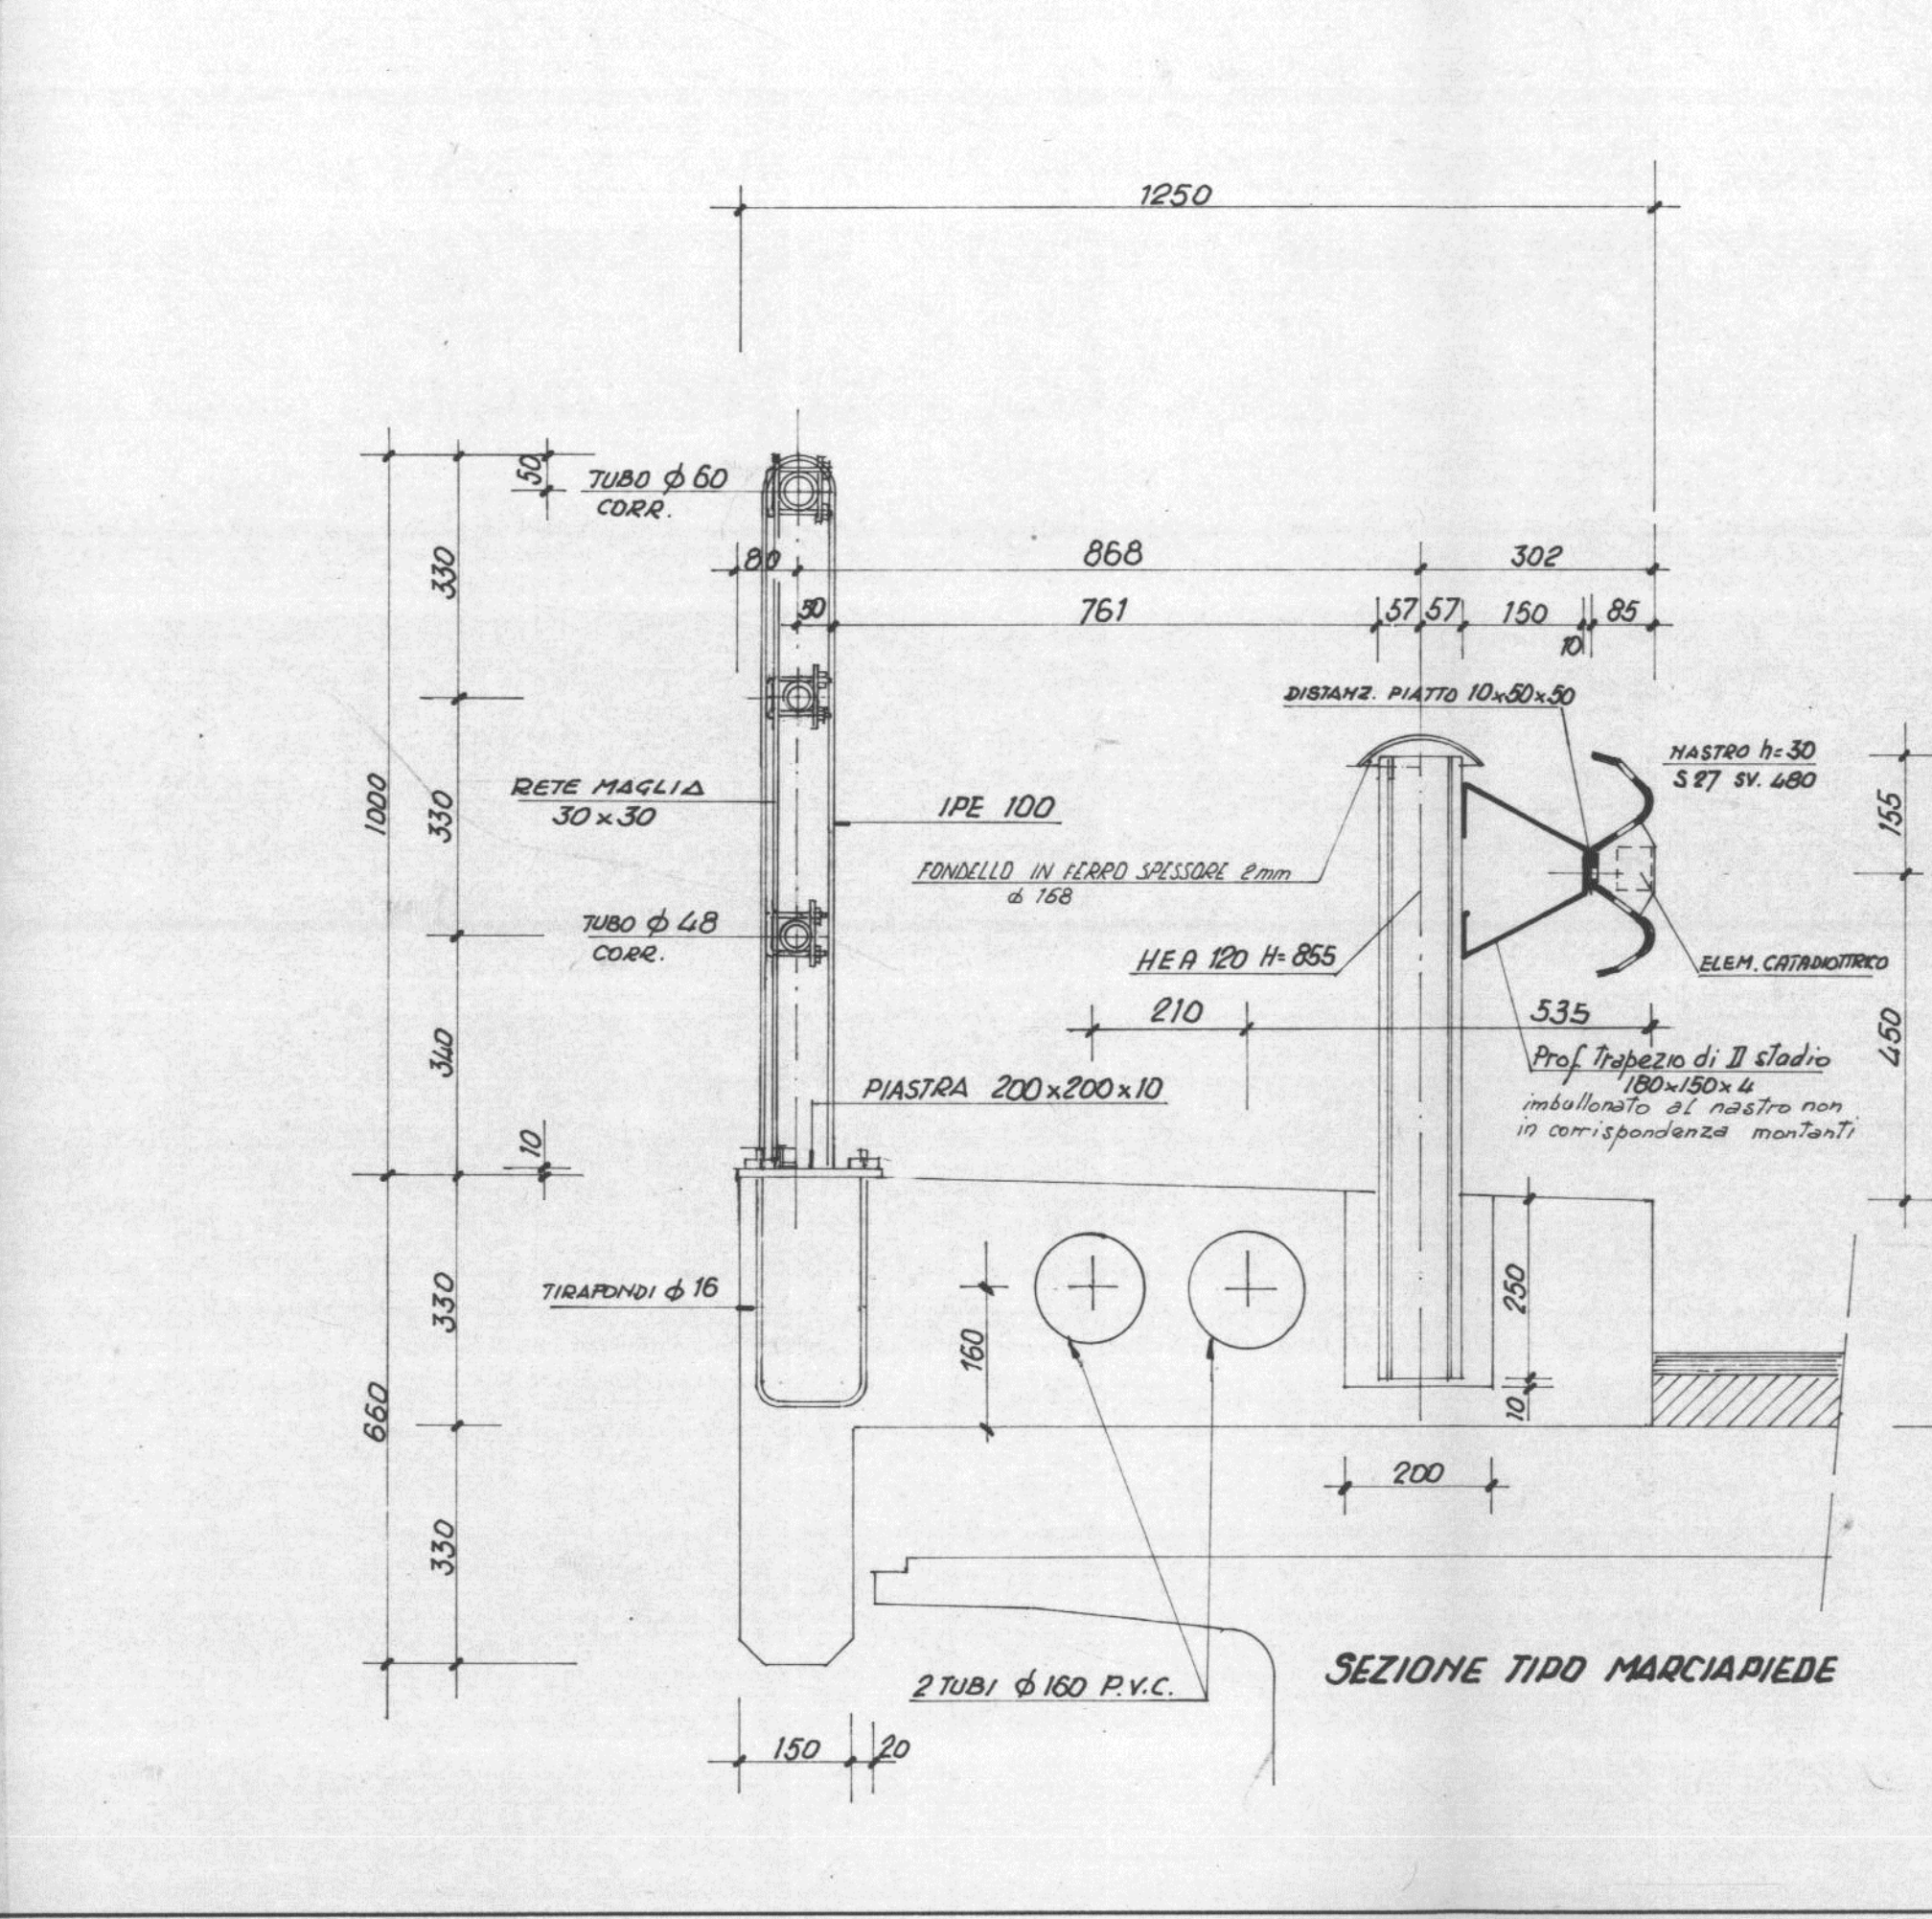 1250
50
TUBO ϕ 60
CORR.
330
80
868
302
50
761
57
57
150
10
85
DISTANZ. PIATTO 10x50x50
NASTRO h=30
S 27 SV. 480
1000
330
RETE MAGLIA
30x30
IPE 100
155
FONDELLO IN FERRO SPESSORE 2mm
ϕ 168
TUBO ϕ 48
CORR.
HEA 120 H=855
ELEM. CATADIOTTRICO
210
535
450
340
Prof. Trapezio di II stadio
180x150x4
imbullonato al nastro non
in corrispondenza montanti
PIASTRA 200x200x10
10
TIRAFONDI ϕ 16
330
250
160
660
10
200
330
SEZIONE TIPO MARCIAPIEDE
2 TUBI ϕ 160 P.V.C.
150
20